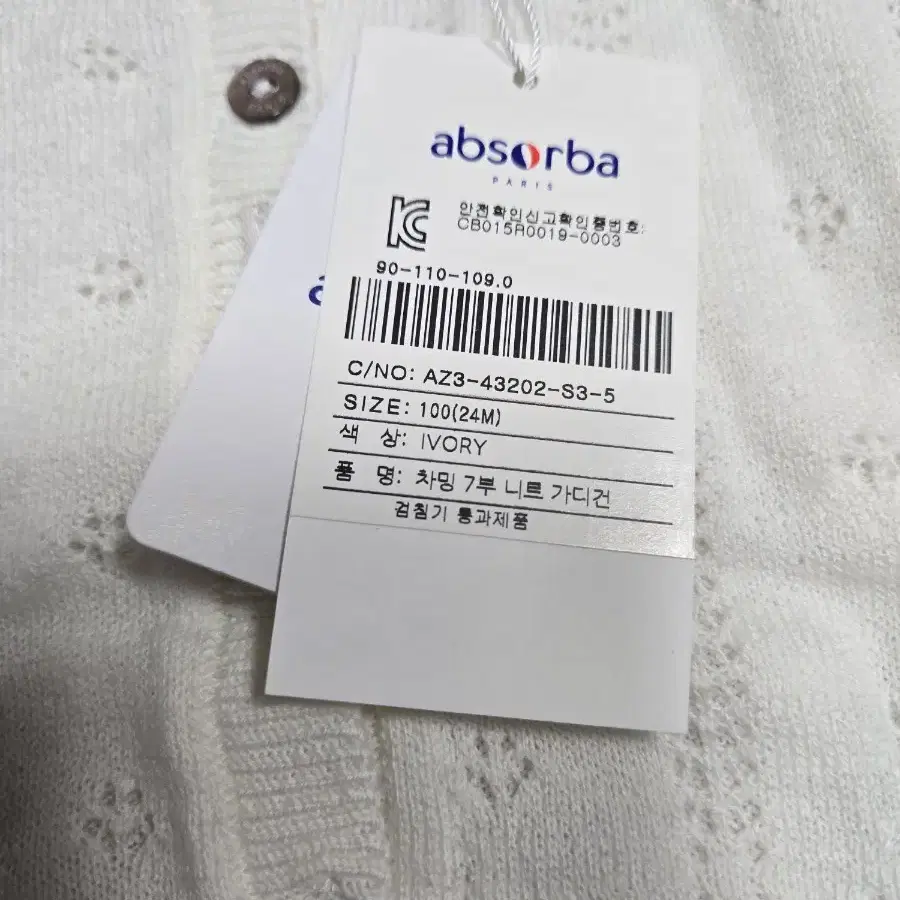 absorba
PARIS
안전확인신고확인증번호:
CB015R0019-0003
90-110-109.0
C/NO: AZ3-43202-S3-5
SIZE: 100(24M)
색 상: IVORY
품 명: 차밍 7부 니트 가디건
검침기 통과제품